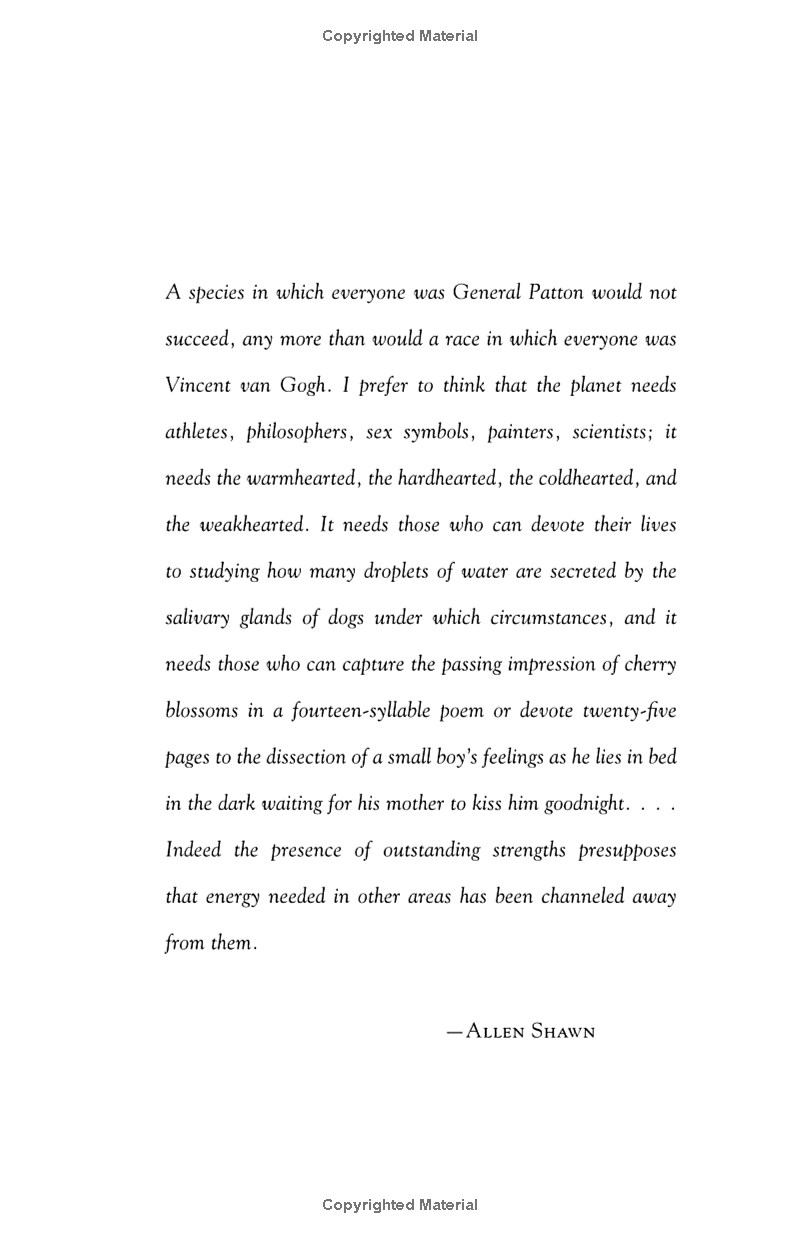 Copyrighted Material
A species in which everyone was General Patton would not
succeed, any more than would a race in which everyone was
Vincent van Gogh. I prefer to think that the planet needs
athletes, philosophers, sex symbols, painters, scientists; it
needs the warmhearted, the hardhearted, the coldhearted, and
the weakhearted. It needs those who can devote their lives
to studying how many droplets of water are secreted by the
salivary glands of dogs under which circumstances, and it
needs those who can capture the passing impression of cherry
blossoms in a fourteen-syllable poem or devote twenty-five
pages to the dissection of a small boy's feelings as he lies in bed
in the dark waiting for his mother to kiss him goodnight. . . .
Indeed the presence of outstanding strengths presupposes
that energy needed in other areas has been channeled away
from them.
—Allen Shawn
Copyrighted Material